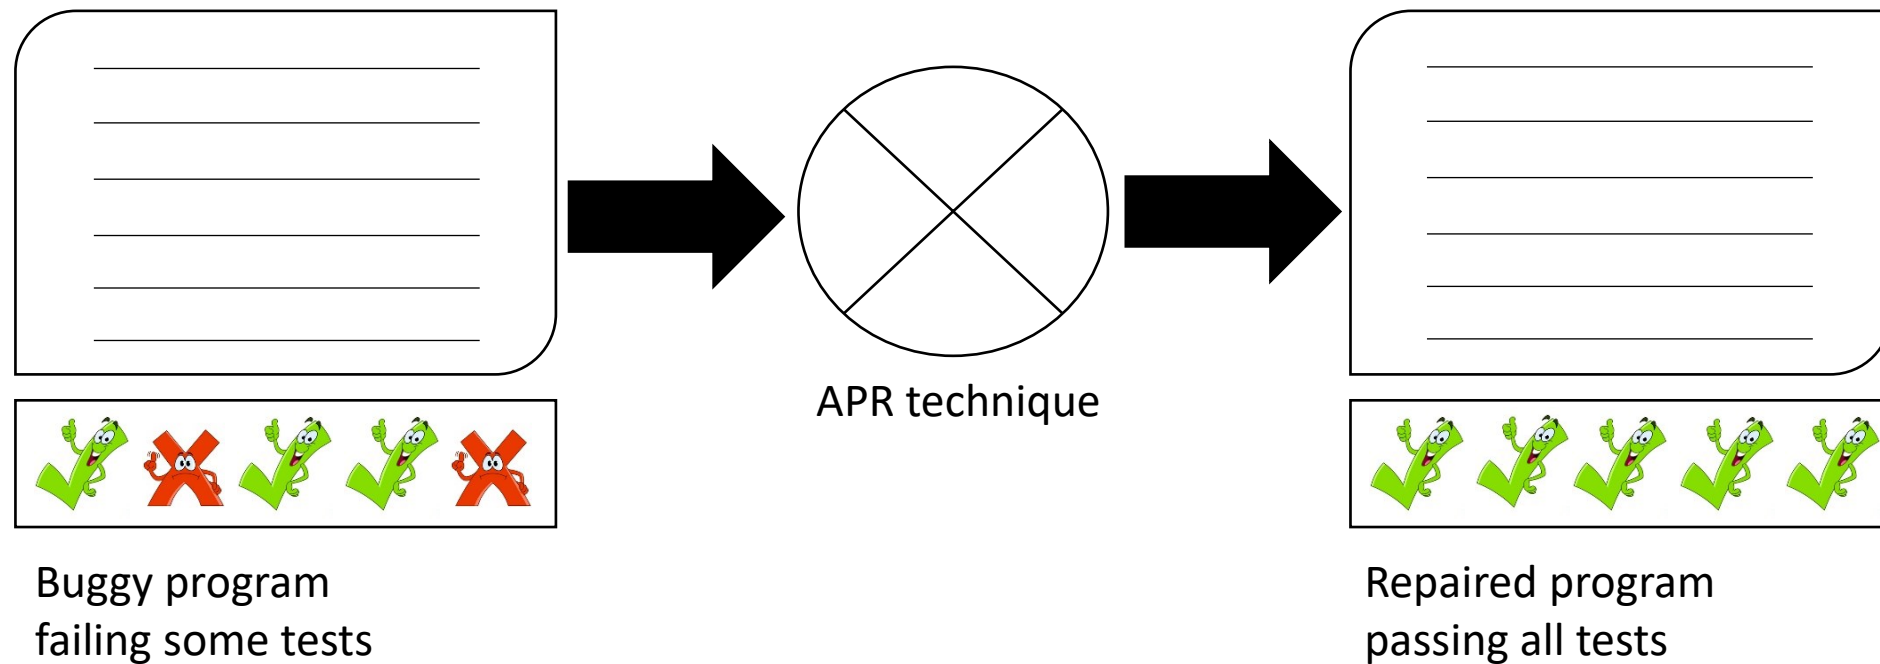 APR technique
Buggy program
failing some tests
Repaired program
passing all tests